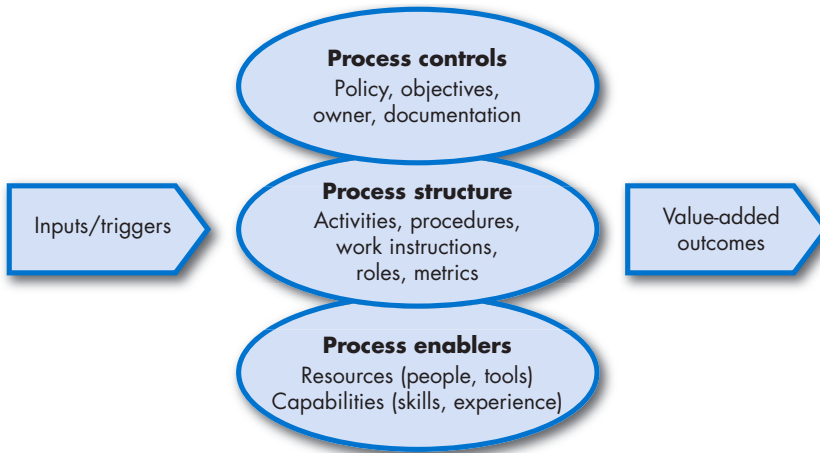 Process controls
Policy, objectives,
owner, documentation
Inputs/triggers
Process structure
Activities, procedures,
work instructions,
roles, metrics
Value-added
outcomes
Process enablers
Resources (people, tools)
Capabilities (skills, experience)